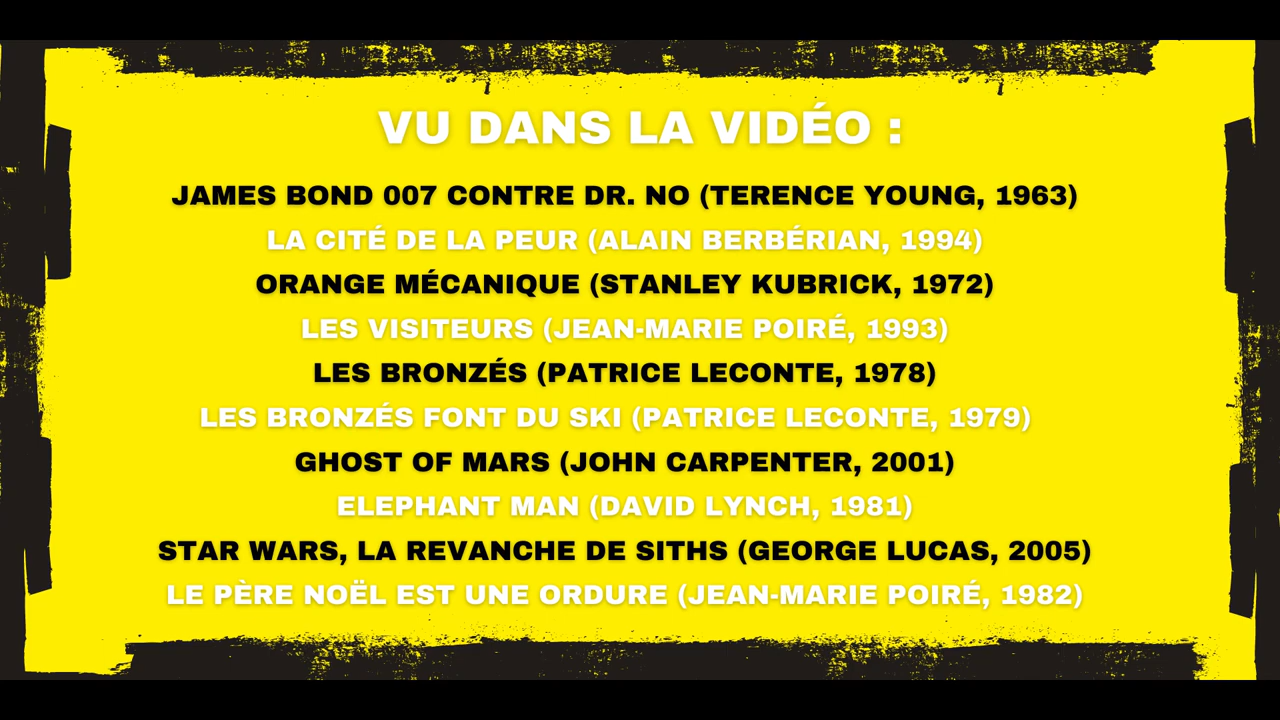 VU DANS LA VIDÉO :
JAMES BOND 007 CONTRE DR. NO (TERENCE YOUNG, 1963)
LA CITÉ DE LA PEUR (ALAIN BERBÉRIAN, 1994)
ORANGE MÉCANIQUE (STANLEY KUBRICK, 1972)
LES VISITEURS (JEAN-MARIE POIRÉ, 1993)
LES BRONZÉS (PATRICE LECONTE, 1978)
LES BRONZÉS FONT DU SKI (PATRICE LECONTE, 1979)
GHOST OF MARS (JOHN CARPENTER, 2001)
ELEPHANT MAN (DAVID LYNCH, 1981)
STAR WARS, LA REVANCHE DE SITHS (GEORGE LUCAS, 2005)
LE PÈRE NOËL EST UNE ORDURE (JEAN-MARIE POIRÉ, 1982)